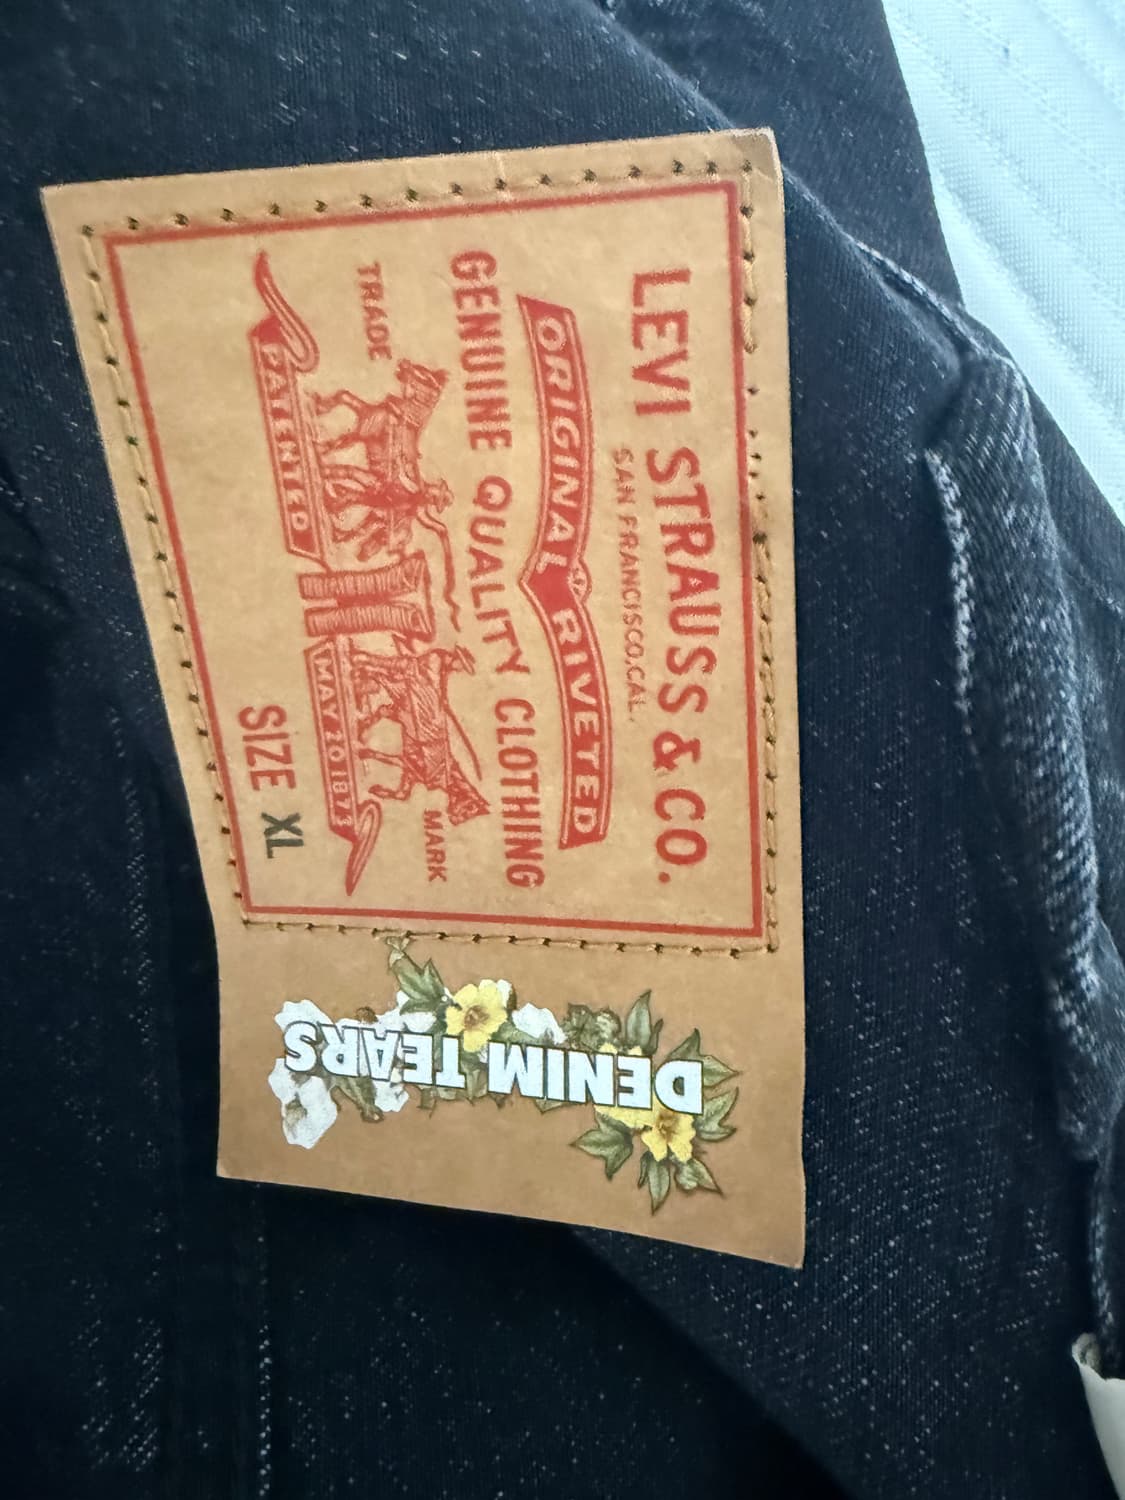 LEVI STRAUSS & CO.
SAN FRANCISCO, CAL.
ORIGINAL RIVETED
GENUINE QUALITY CLOTHING
TRADE MARK
PATENTED MAY 20 1873
SIZE XL
DENIM TEARS